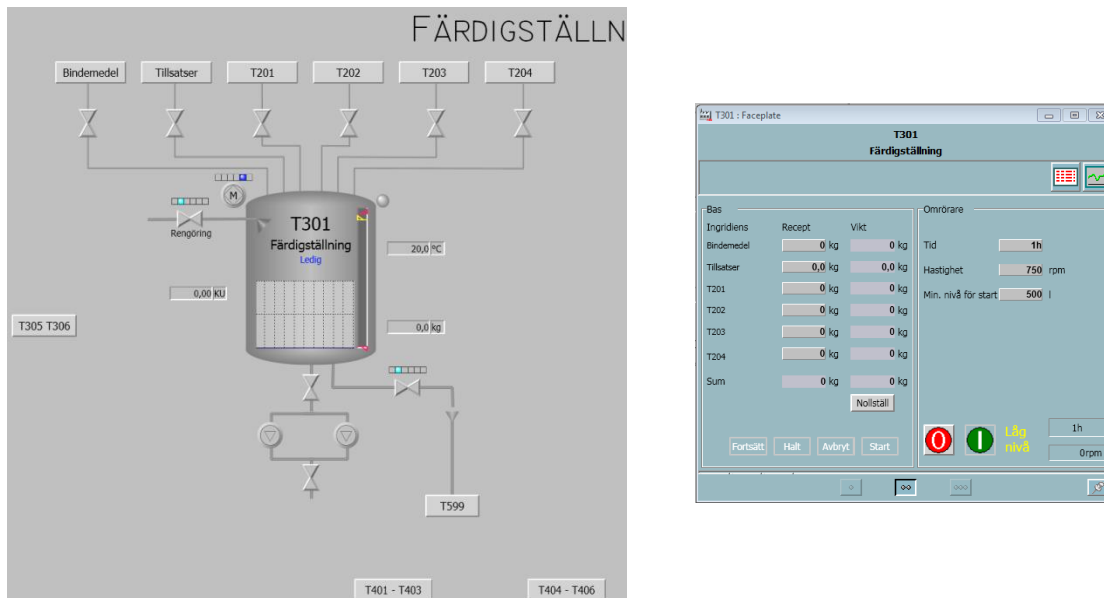 FÄRDIGSTÄLLN
Bindemedel Tillsatser T201 T202 T203 T204
M
Rengöring
T301
Färdigställning
Ledig
20,0 °C
0,00 KU
0,0 kg
T305 T306
T599
T401 - T403 T404 - T406
T301 : Faceplate
T301
Färdigställning
Bas
Ingridiens Recept Vikt
Bindemedel 0 kg 0 kg
Tillsatser 0,0 kg 0,0 kg
T201 0 kg 0 kg
T202 0 kg 0 kg
T203 0 kg 0 kg
T204 0 kg 0 kg
Sum 0 kg 0 kg
Nollställ
Fortsätt Halt Avbryt Start
Omrörare
Tid 1h
Hastighet 750 rpm
Min. nivå för start 500 l
O I
Låg
nivå
1h
0rpm